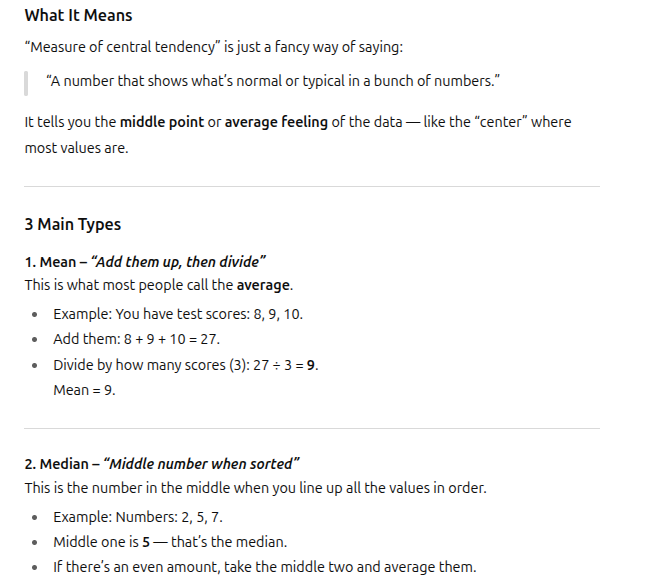 What It Means
“Measure of central tendency” is just a fancy way of saying:
“A number that shows what’s normal or typical in a bunch of numbers.”
It tells you the middle point or average feeling of the data — like the “center” where
most values are.
3 Main Types
1. Mean – “Add them up, then divide”
This is what most people call the average.
• Example: You have test scores: 8, 9, 10.
• Add them: 8 + 9 + 10 = 27.
• Divide by how many scores (3): 27 ÷ 3 = 9.
Mean = 9.
2. Median – “Middle number when sorted”
This is the number in the middle when you line up all the values in order.
• Example: Numbers: 2, 5, 7.
• Middle one is 5 — that’s the median.
• If there’s an even amount, take the middle two and average them.